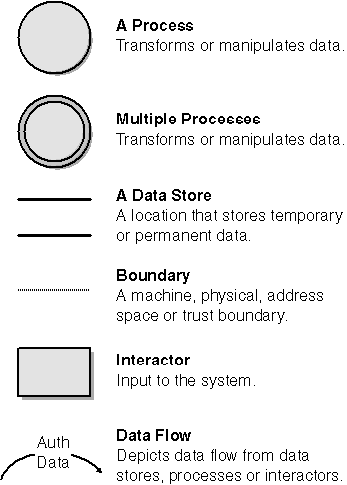 A Process
Transforms or manipulates data.
Multiple Processes
Transforms or manipulates data.
A Data Store
A location that stores temporary
or permanent data.
Boundary
A machine, physical, address
space or trust boundary.
Interactor
Input to the system.
Auth
Data
Data Flow
Depicts data flow from data
stores, processes or interactors.